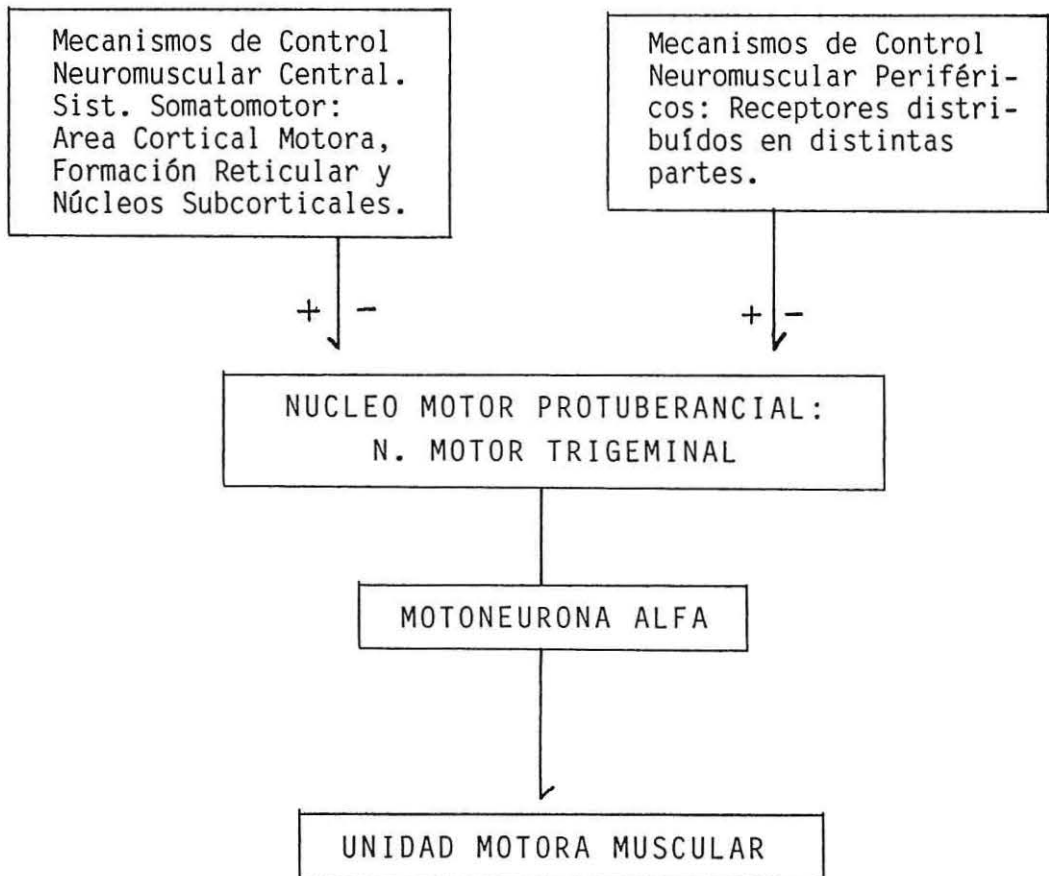 Mecanismos de Control
Neuromuscular Central.
Sist. Somatomotor:
Area Cortical Motora,
Formación Reticular y
Núcleos Subcorticales.
Mecanismos de Control
Neuromuscular Periféri-
cos: Receptores distri-
buídos en distintas
partes.
+ -
+ -
NUCLEO MOTOR PROTUBERANCIAL:
N. MOTOR TRIGEMINAL
MOTONEURONA ALFA
UNIDAD MOTORA MUSCULAR